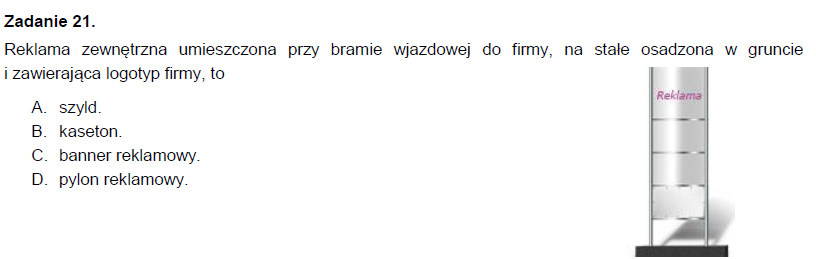 Zadanie 21.
Reklama zewnętrzna umieszczona przy bramie wjazdowej do firmy, na stałe osadzona w gruncie
i zawierająca logotyp firmy, to
Reklama
A. szyld.
B. kaseton.
C. banner reklamowy.
D. pylon reklamowy.